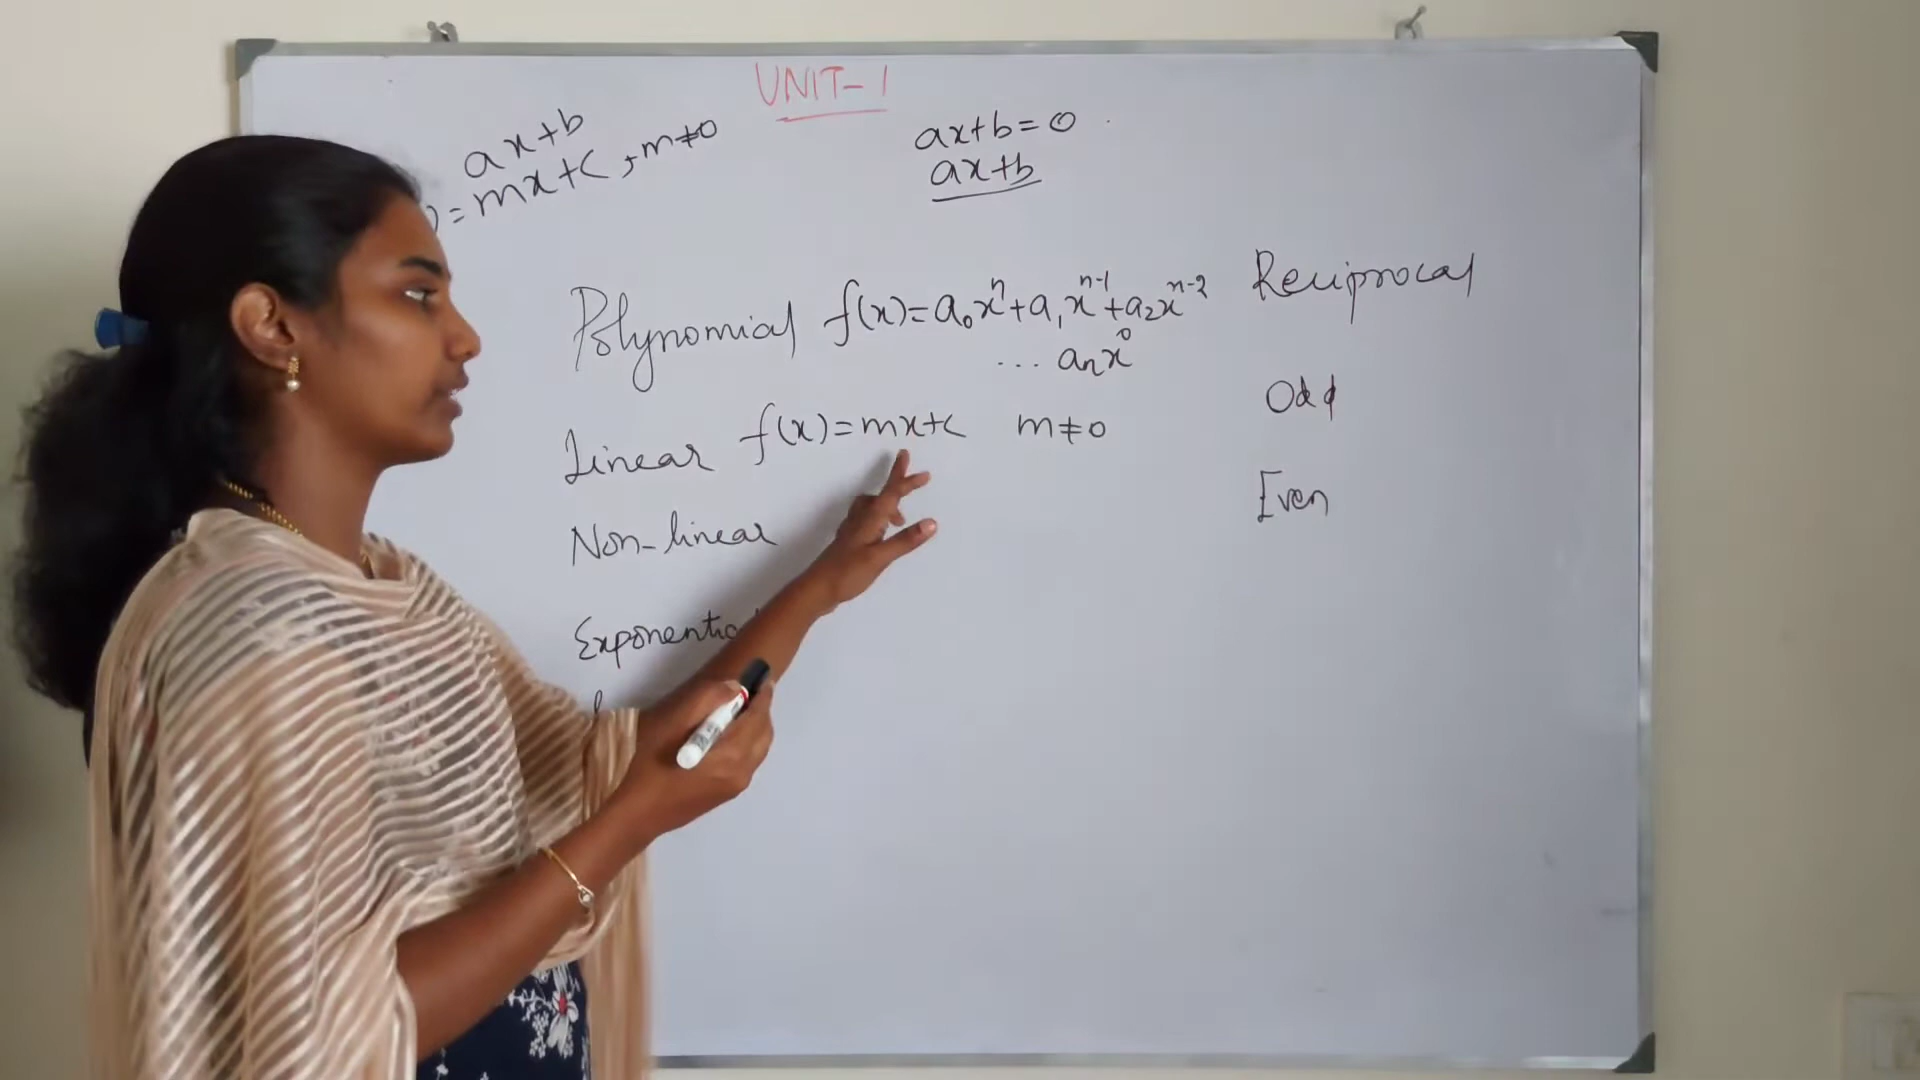 UNIT-1
ax+b
)=mx+c, m≠0
ax+b=0
ax+b
Polynomial f(x)=a₀xⁿ+a₁xⁿ⁻¹+a₂xⁿ⁻²
... aₙx⁰
Linear f(x)=mx+c m≠0
Non-linear
Exponential
Reciprocal
Odd
Even